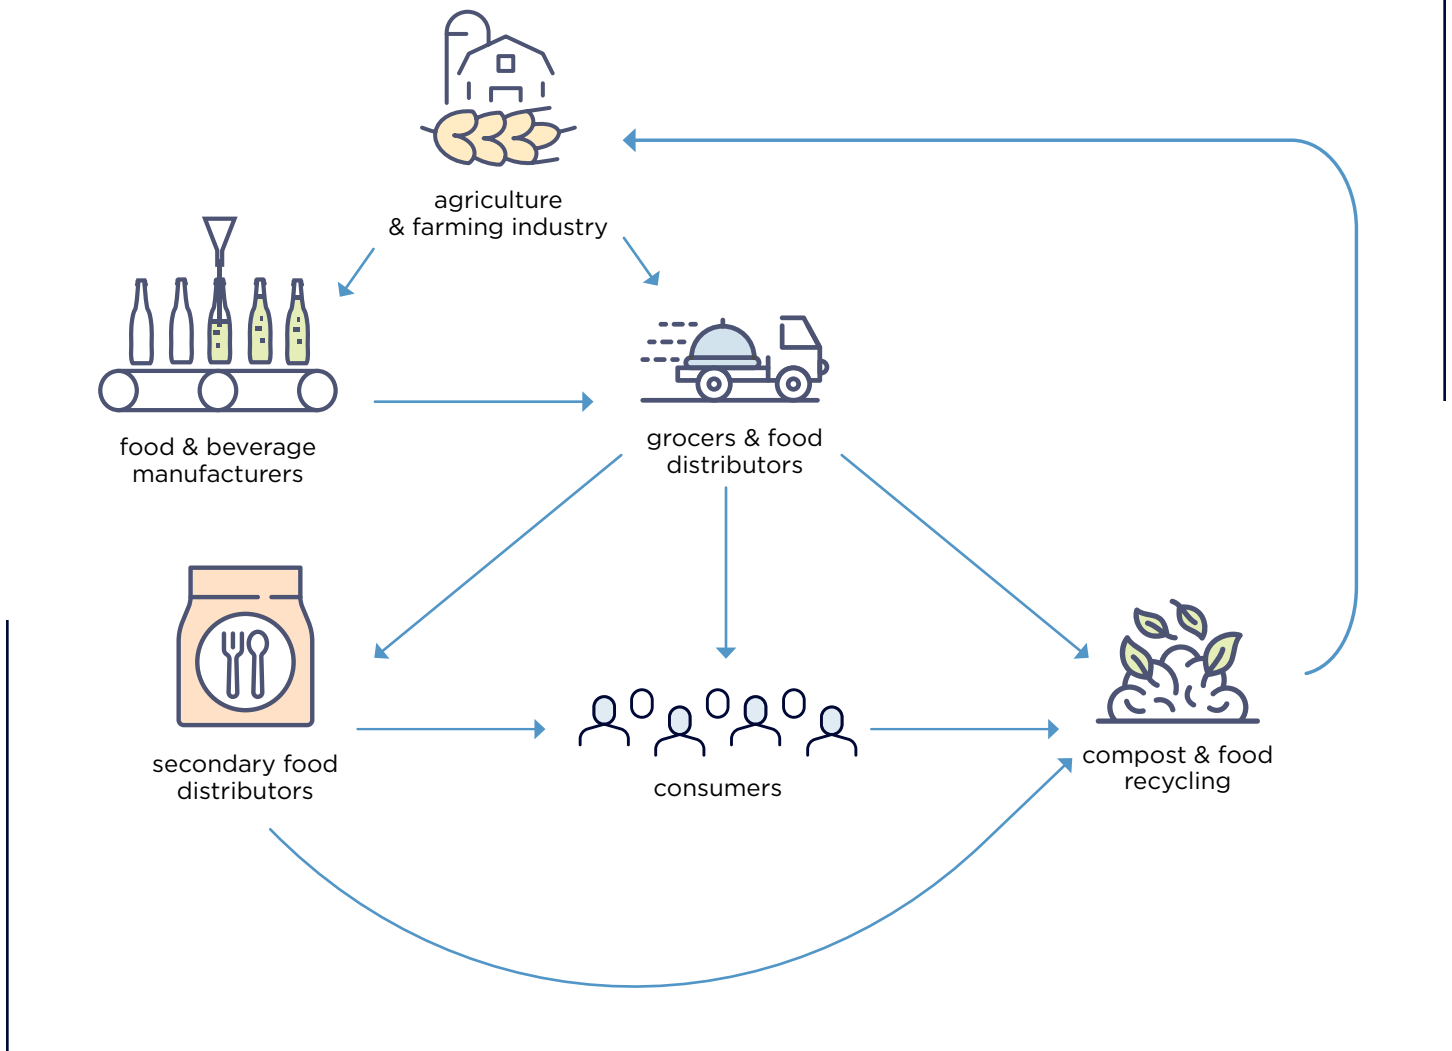 agriculture
& farming industry
food & beverage
manufacturers
grocers & food
distributors
secondary food
distributors
consumers
compost & food
recycling